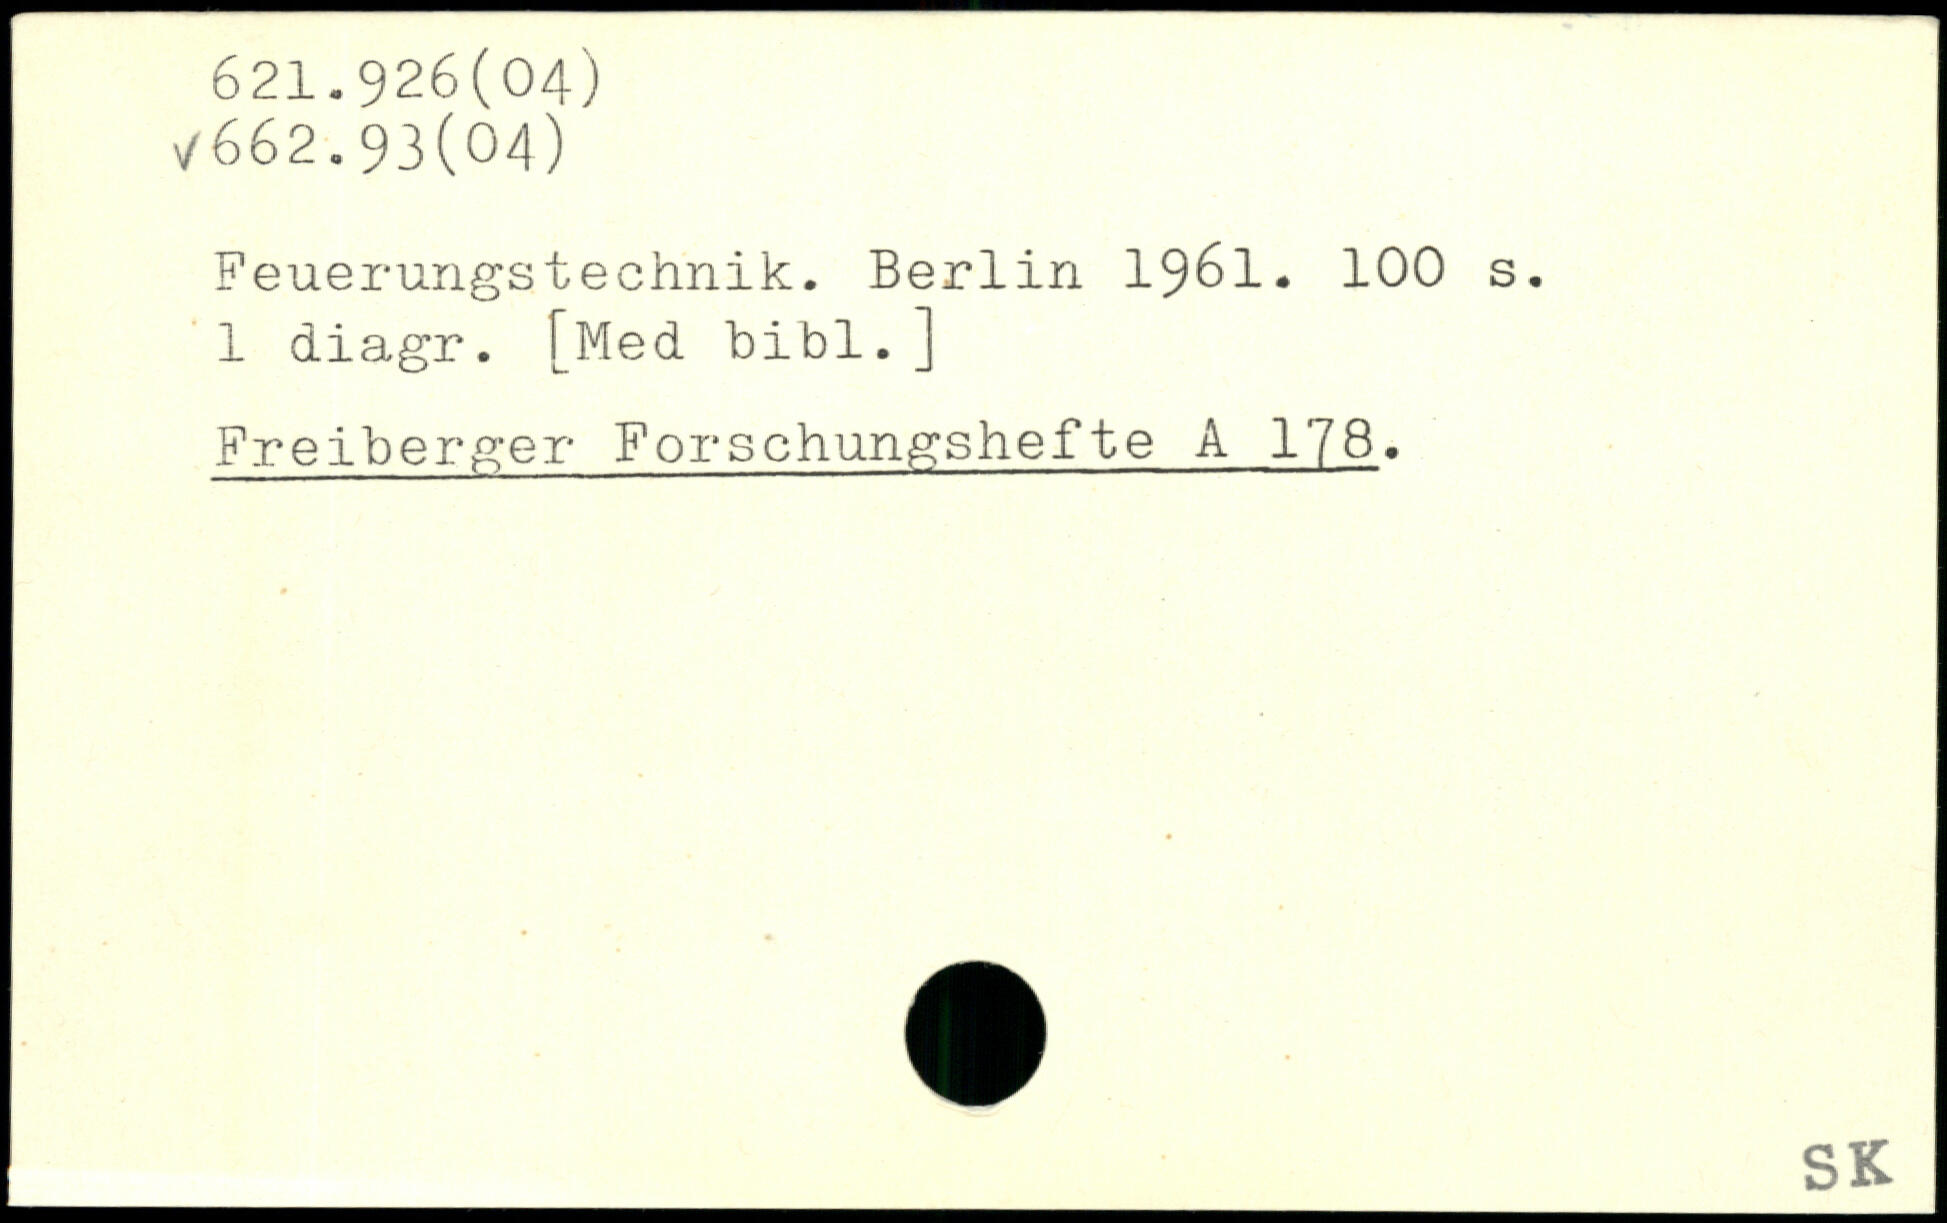 621.926(04)
✓662.93(04)
Feuerungstechnik. Berlin 1961. 100 s.
1 diagr. [Med bibl.]
Freiberger Forschungshefte A 178.
SK